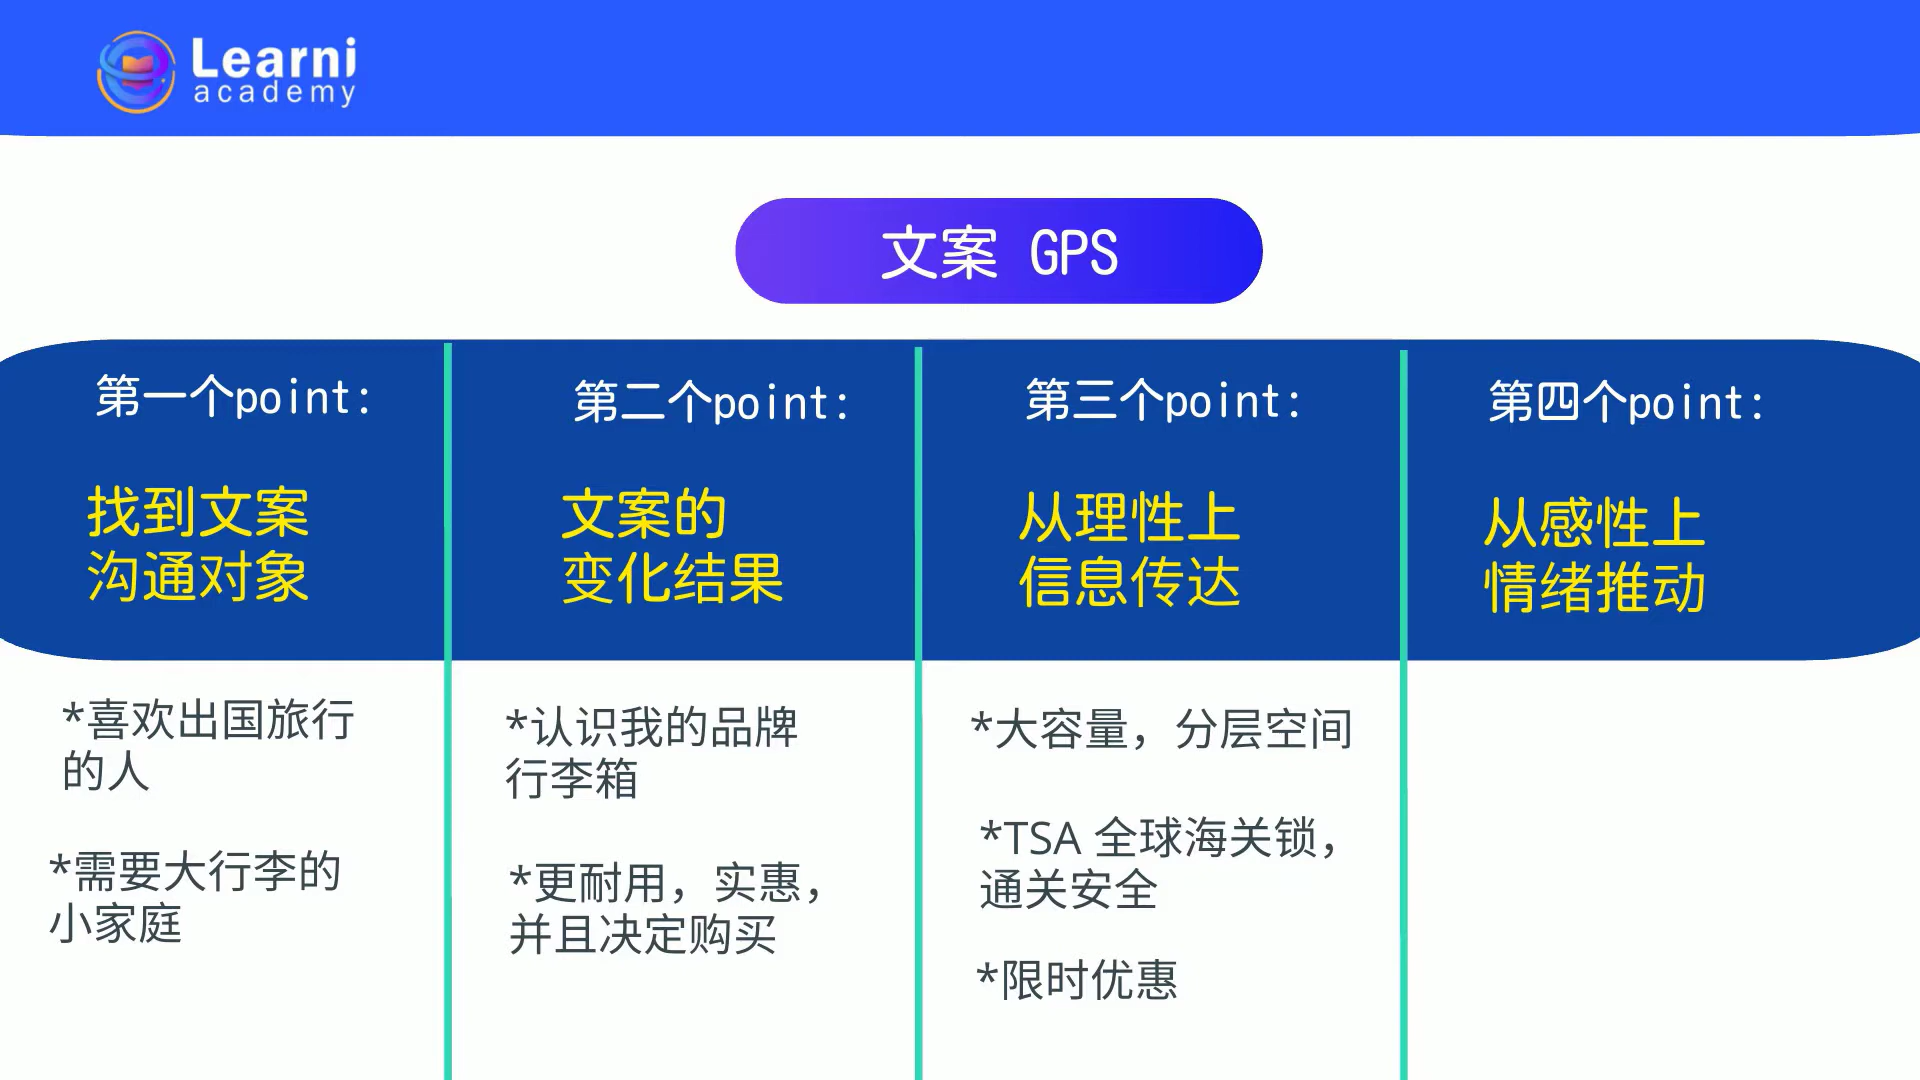 Learni
academy
文案 GPS
第一个point:
找到文案
沟通对象
*喜欢出国旅行
的人
*需要大行李的
小家庭
第二个point:
文案的
变化结果
*认识我的品牌
行李箱
*更耐用，实惠，
并且决定购买
第三个point:
从理性上
信息传达
*大容量，分层空间
*TSA 全球海关锁，
通关安全
*限时优惠
第四个point:
从感性上
情绪推动